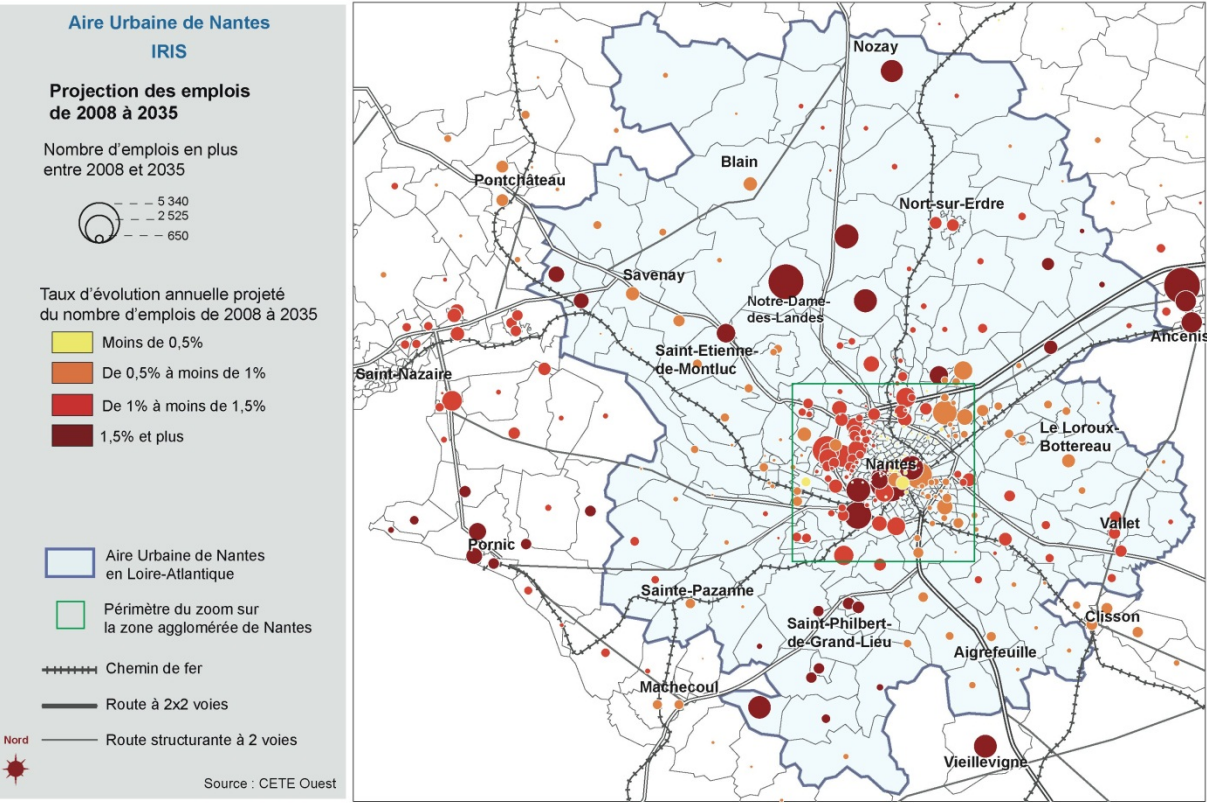 Aire Urbaine de Nantes
IRIS
Projection des emplois
de 2008 à 2035
Nombre d'emplois en plus
entre 2008 et 2035
5 340
2 525
650
Taux d'évolution annuelle projeté
du nombre d'emplois de 2008 à 2035
Moins de 0,5%
De 0,5% à moins de 1%
De 1% à moins de 1,5%
1,5% et plus
Aire Urbaine de Nantes
en Loire-Atlantique
Périmètre du zoom sur
la zone agglomérée de Nantes
Chemin de fer
Route à 2x2 voies
Nord
Route structurante à 2 voies
Source : CETE Ouest
Nozay
Blain
Pontchâteau
Nort-sur-Erdre
Savenay
Notre-Dame-
des-Landes
Ancenis
Saint-Etienne-
de-Montluc
Saint-Nazaire
Le Loroux-
Bottereau
Nantes
Vallet
Pornic
Sainte-Pazanne
Clisson
Saint-Philbert-
de-Grand-Lieu
Aigrefeuille
Machecoul
Vieillevigne